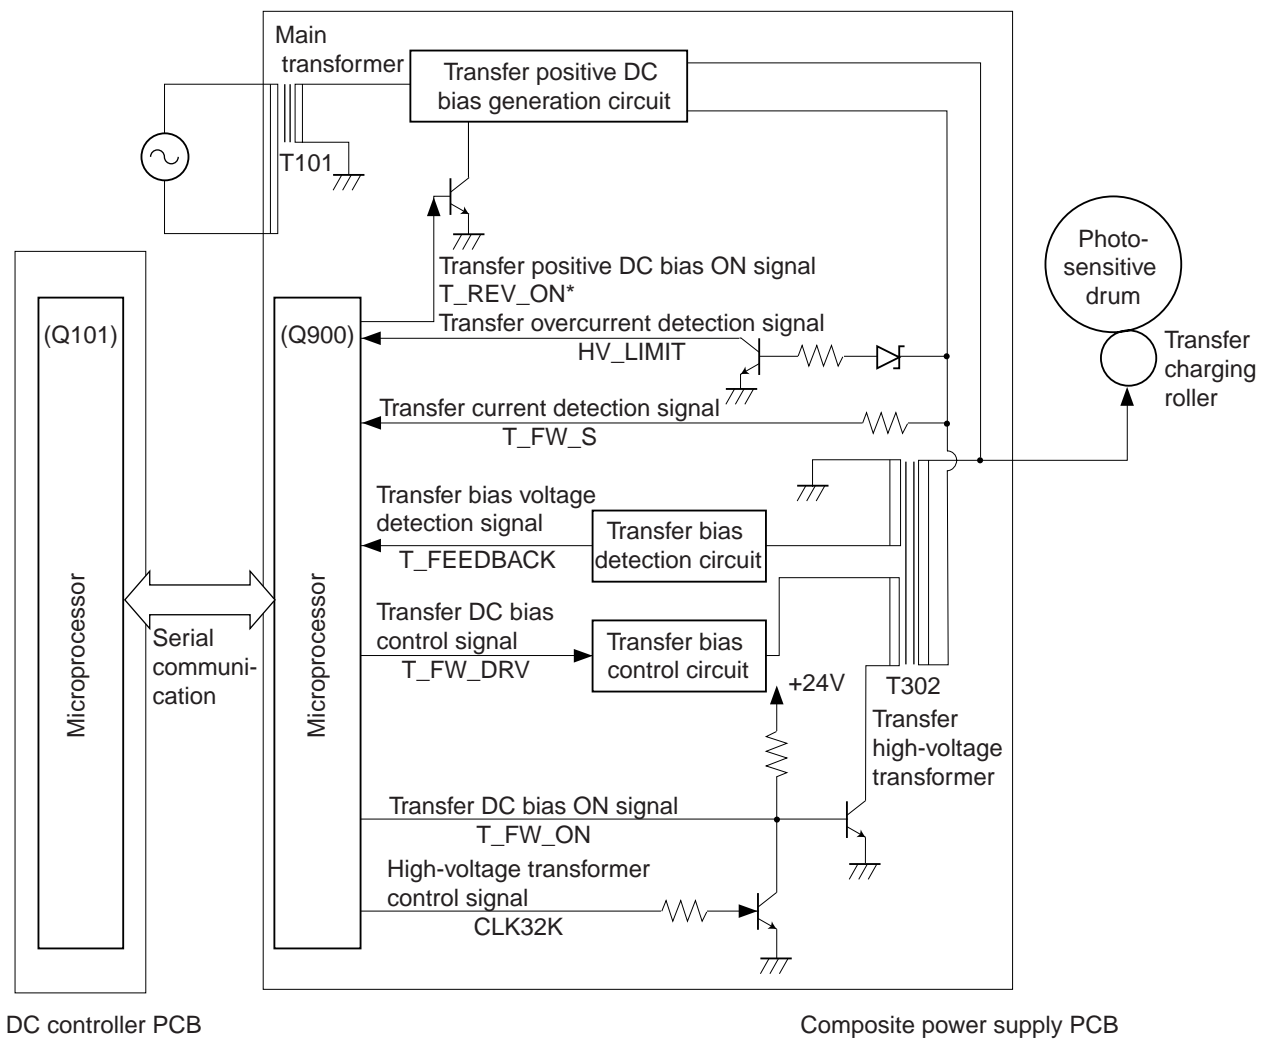 Main
transformer
Transfer positive DC
bias generation circuit
T101
Photo-
sensitive
drum
Transfer positive DC bias ON signal
T_REV_ON*
(Q101)
(Q900)
Transfer overcurrent detection signal
HV_LIMIT
Transfer
charging
roller
Transfer current detection signal
T_FW_S
Transfer bias voltage
detection signal
T_FEEDBACK
Transfer bias
detection circuit
Microprocessor
Serial
communi-
cation
Microprocessor
Transfer DC bias
control signal
T_FW_DRV
Transfer bias
control circuit
+24V
T302
Transfer
high-voltage
transformer
Transfer DC bias ON signal
T_FW_ON
High-voltage transformer
control signal
CLK32K
DC controller PCB
Composite power supply PCB